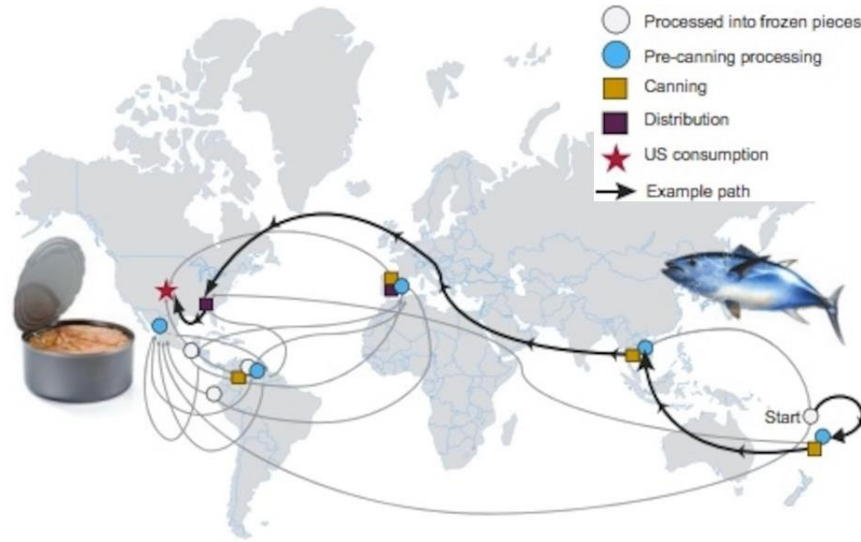 Processed into frozen pieces
Pre-canning processing
Canning
Distribution
US consumption
Example path
Start